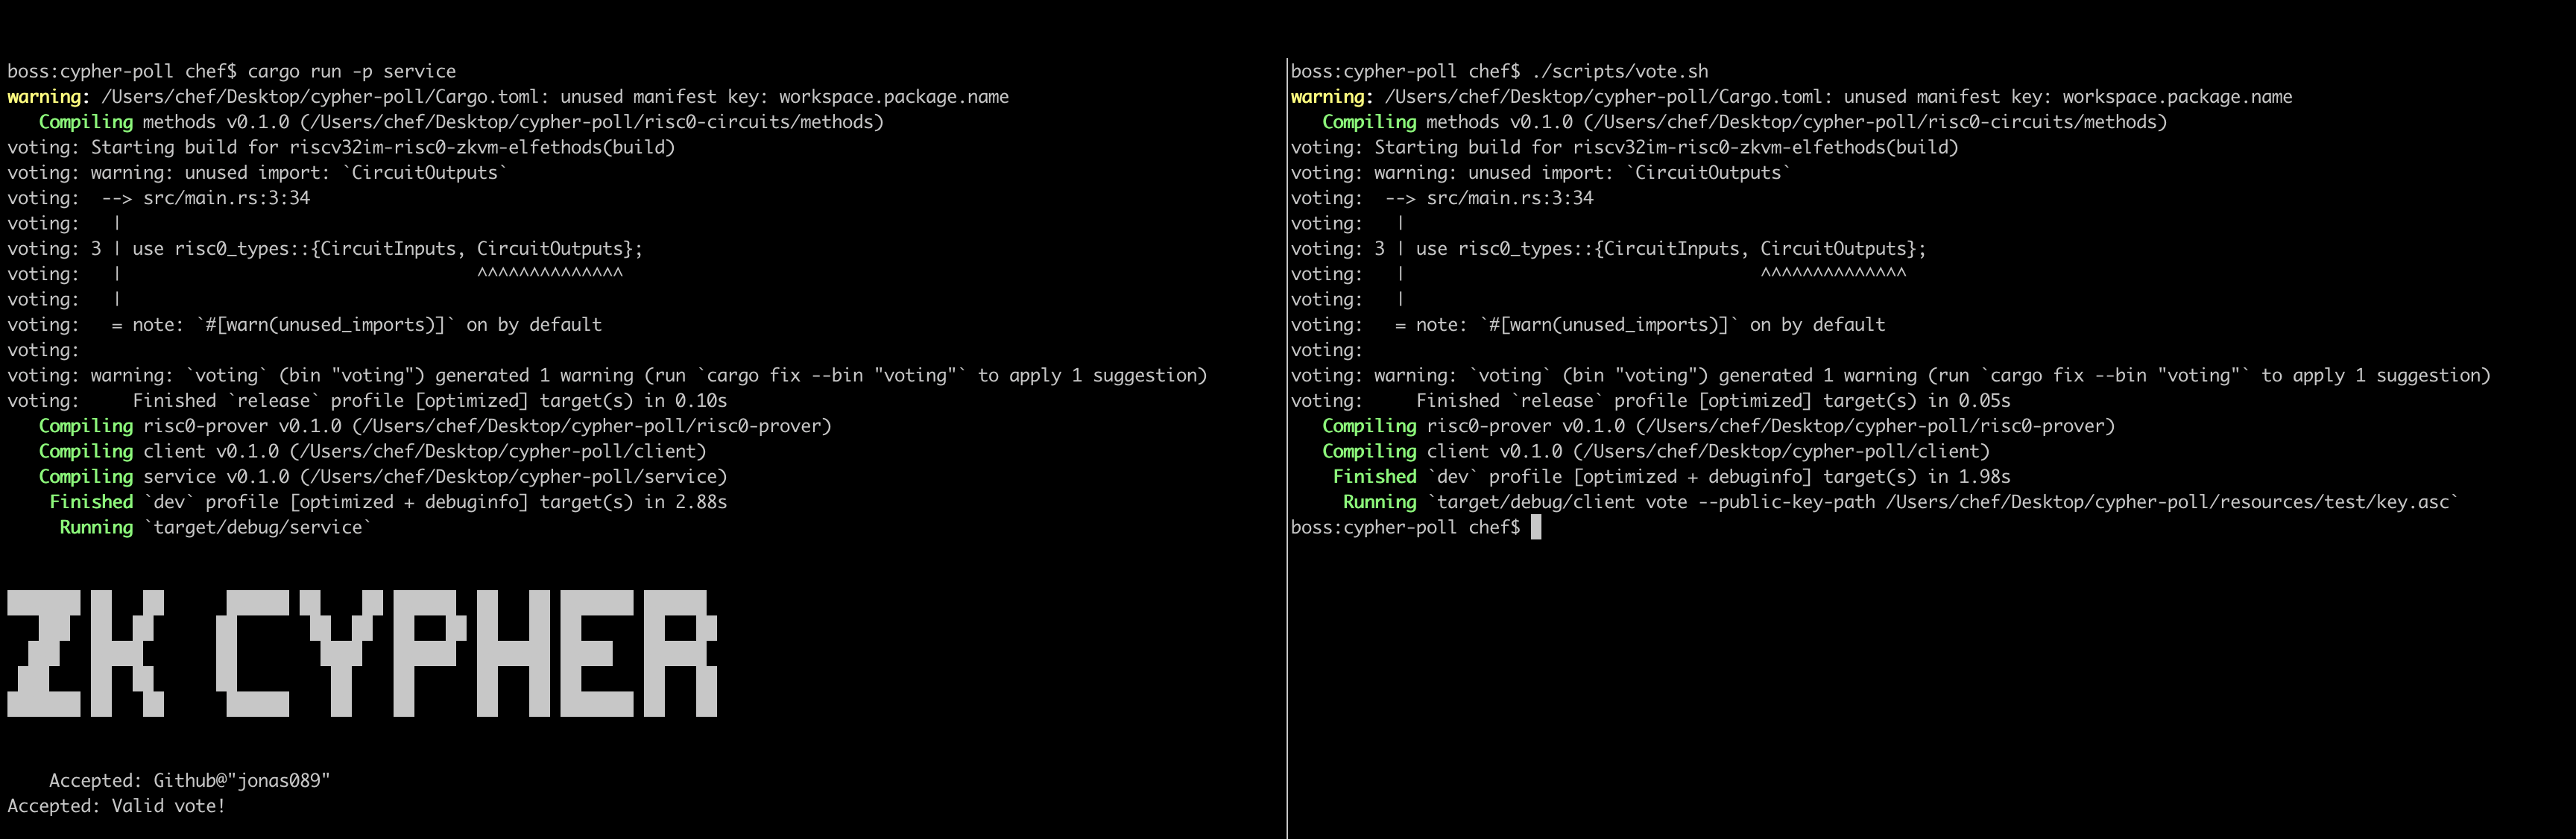 boss:cypher-poll chef$ cargo run -p service
warning: /Users/chef/Desktop/cypher-poll/Cargo.toml: unused manifest key: workspace.package.name
   Compiling methods v0.1.0 (/Users/chef/Desktop/cypher-poll/risc0-circuits/methods)
voting: Starting build for riscv32im-risc0-zkvm-elfethods(build)
voting: warning: unused import: `CircuitOutputs`
voting:  --> src/main.rs:3:34
voting:   |
voting: 3 | use risc0_types::{CircuitInputs, CircuitOutputs};
voting:   |                                  ^^^^^^^^^^^^^^
voting:   |
voting:   = note: `#[warn(unused_imports)]` on by default
voting:
voting: warning: `voting` (bin "voting") generated 1 warning (run `cargo fix --bin "voting"` to apply 1 suggestion)
voting:     Finished `release` profile [optimized] target(s) in 0.10s
   Compiling risc0-prover v0.1.0 (/Users/chef/Desktop/cypher-poll/risc0-prover)
   Compiling client v0.1.0 (/Users/chef/Desktop/cypher-poll/client)
   Compiling service v0.1.0 (/Users/chef/Desktop/cypher-poll/service)
    Finished `dev` profile [optimized + debuginfo] target(s) in 2.88s
     Running `target/debug/service`
ZK CYPHER
    Accepted: Github@"jonas089"
Accepted: Valid vote!
boss:cypher-poll chef$ ./scripts/vote.sh
warning: /Users/chef/Desktop/cypher-poll/Cargo.toml: unused manifest key: workspace.package.name
   Compiling methods v0.1.0 (/Users/chef/Desktop/cypher-poll/risc0-circuits/methods)
voting: Starting build for riscv32im-risc0-zkvm-elfethods(build)
voting: warning: unused import: `CircuitOutputs`
voting:  --> src/main.rs:3:34
voting:   |
voting: 3 | use risc0_types::{CircuitInputs, CircuitOutputs};
voting:   |                                  ^^^^^^^^^^^^^^
voting:   |
voting:   = note: `#[warn(unused_imports)]` on by default
voting:
voting: warning: `voting` (bin "voting") generated 1 warning (run `cargo fix --bin "voting"` to apply 1 suggestion)
voting:     Finished `release` profile [optimized] target(s) in 0.05s
   Compiling risc0-prover v0.1.0 (/Users/chef/Desktop/cypher-poll/risc0-prover)
   Compiling client v0.1.0 (/Users/chef/Desktop/cypher-poll/client)
    Finished `dev` profile [optimized + debuginfo] target(s) in 1.98s
     Running `target/debug/client vote --public-key-path /Users/chef/Desktop/cypher-poll/resources/test/key.asc`
boss:cypher-poll chef$